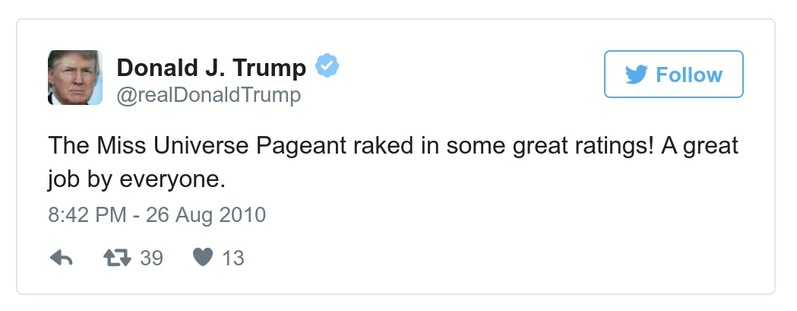 Donald J. Trump
@realDonaldTrump
Follow
The Miss Universe Pageant raked in some great ratings! A great
job by everyone.
8:42 PM - 26 Aug 2010
39 13